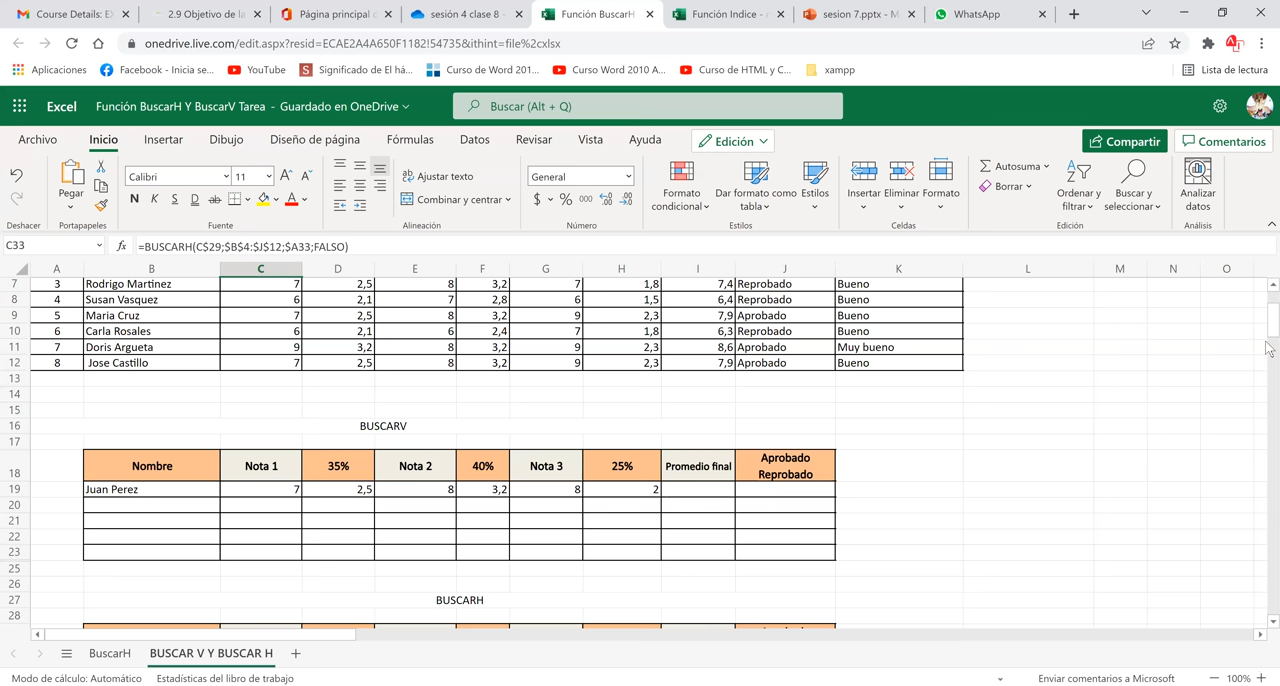 Course Details: EX
2.9 Objetivo de la
Página principal d
sesión 4 clase 8 -
Función BuscarH
Función Indice -
sesion 7.pptx - M
WhatsApp
onedrive.live.com/edit.aspx?resid=ECAE2A4A650F1182!54735&ithint=file%2cxlsx
Aplicaciones
Facebook - Inicia se...
YouTube
Significado de El há...
Curso de Word 201...
Curso Word 2010 A...
Curso de HTML y C...
xampp
Lista de lectura
Excel
Función BuscarH Y BuscarV Tarea - Guardado en OneDrive
Buscar (Alt + Q)
Archivo Inicio Insertar Dibujo Diseño de página Fórmulas Datos Revisar Vista Ayuda
Edición
Compartir
Comentarios
Pegar
Calibri 11
N K S D ab
Ajustar texto
Combinar y centrar
General
$ % 000
Formato condicional
Dar formato como tabla
Estilos
Insertar Eliminar Formato
Autosuma
Borrar
Ordenar y filtrar
Buscar y seleccionar
Analizar datos
Deshacer Portapapeles Fuente Alineación Número Estilos Celdas Edición Análisis
C33 fx =BUSCARH(C$29;$B$4:$J$12;$A33;FALSO)
A B C D E F G H I J K L M N O
7 3 Rodrigo Martinez 7 2,5 8 3,2 7 1,8 7,4 Reprobado Bueno
8 4 Susan Vasquez 6 2,1 7 2,8 6 1,5 6,4 Reprobado Bueno
9 5 Maria Cruz 7 2,5 8 3,2 9 2,3 7,9 Aprobado Bueno
10 6 Carla Rosales 6 2,1 6 2,4 7 1,8 6,3 Reprobado Bueno
11 7 Doris Argueta 9 3,2 8 3,2 9 2,3 8,6 Aprobado Muy bueno
12 8 Jose Castillo 7 2,5 8 3,2 9 2,3 7,9 Aprobado Bueno
13
14
15
16 BUSCARV
17
18 Nombre Nota 1 35% Nota 2 40% Nota 3 25% Promedio final Aprobado Reprobado
19 Juan Perez 7 2,5 8 3,2 8 2
20
21
22
23
25
26
27 BUSCARH
28
BuscarH
BUSCAR V Y BUSCAR H
Modo de cálculo: Automático
Estadísticas del libro de trabajo
Enviar comentarios a Microsoft
100%